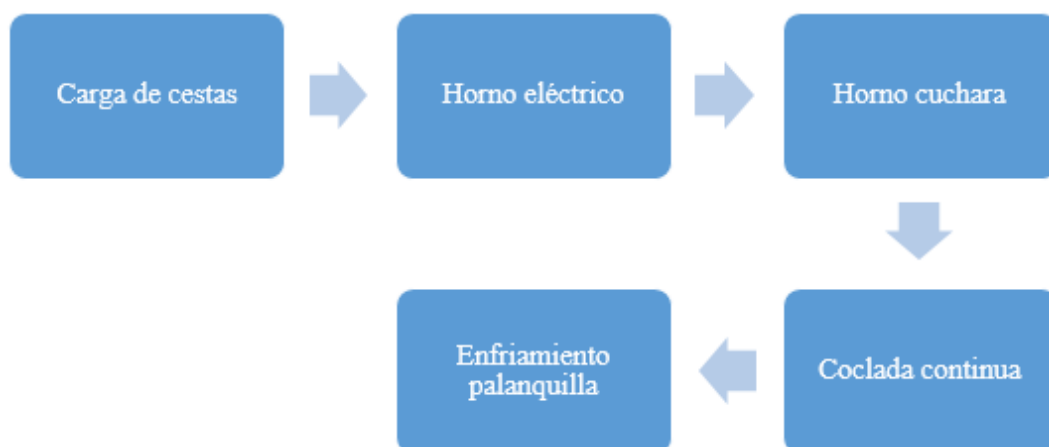 Carga de cestas
Horno eléctrico
Horno cuchara
Enfriamiento
palanquilla
Coclada continua